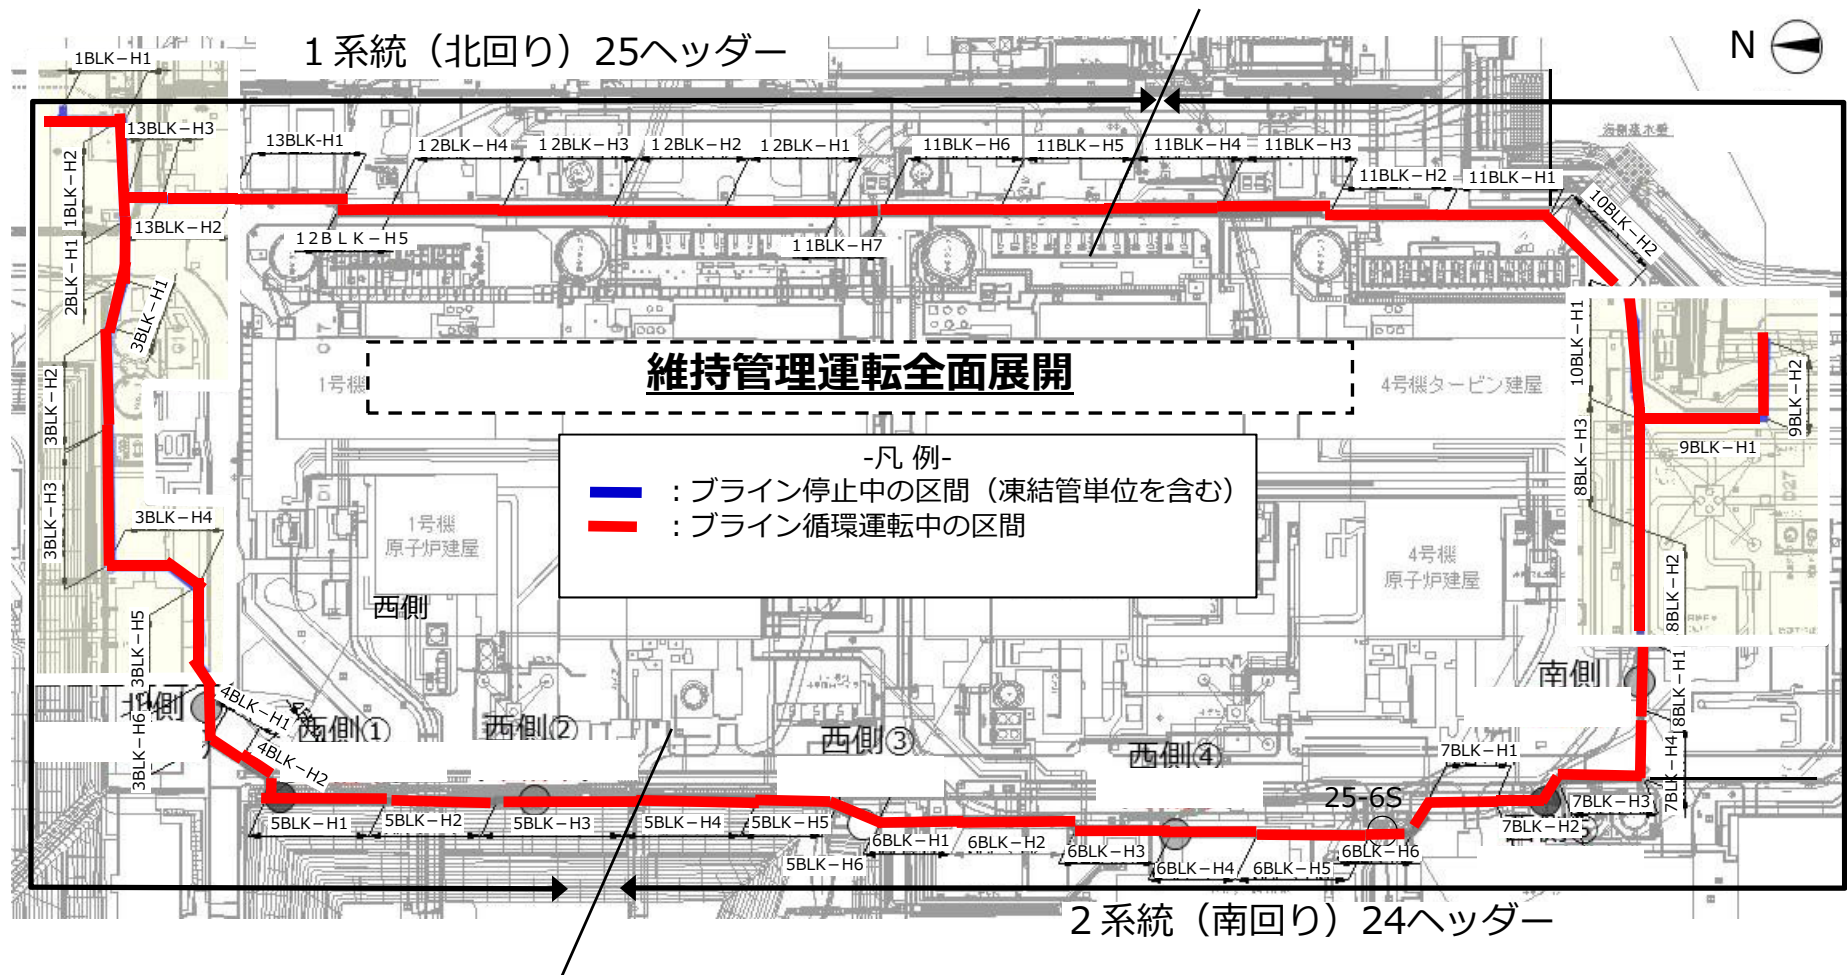 1系統（北回り）25ヘッダー
N
1BLK−H1
13BLK−H3
13BLK-H1
12BLK−H4
12BLK−H3
12BLK−H2
12BLK−H1
11BLK−H6
11BLK−H5
11BLK−H4
11BLK−H3
11BLK−H2
11BLK−H1
10BLK−H2
海側遮水壁
1BLK−H2
13BLK−H2
12BLK−H5
11BLK−H7
2BLK−H1
3BLK−H1
10BLK−H1
3BLK−H2
1号機
維持管理運転全面展開
4号機タービン建屋
9BLK−H2
9BLK−H1
8BLK−H3
-凡 例-
：ブライン停止中の区間（凍結管単位を含む）
：ブライン循環運転中の区間
3BLK−H3
3BLK−H4
1号機
原子炉建屋
4号機
原子炉建屋
D27
8BLK−H2
西側
3BLK−H5
8BLK−H1
南側
北側
4BLK−H1
西側①
西側②
西側③
西側④
3BLK−H6
4BLK−H2
7BLK−H1
7BLK−H4
25-6S
7BLK−H3
7BLK−H2
5BLK−H1
5BLK−H2
5BLK−H3
5BLK−H4
5BLK−H5
5BLK−H6
6BLK−H1
6BLK−H2
6BLK−H3
6BLK−H4
6BLK−H5
6BLK−H6
2系統（南回り）24ヘッダー